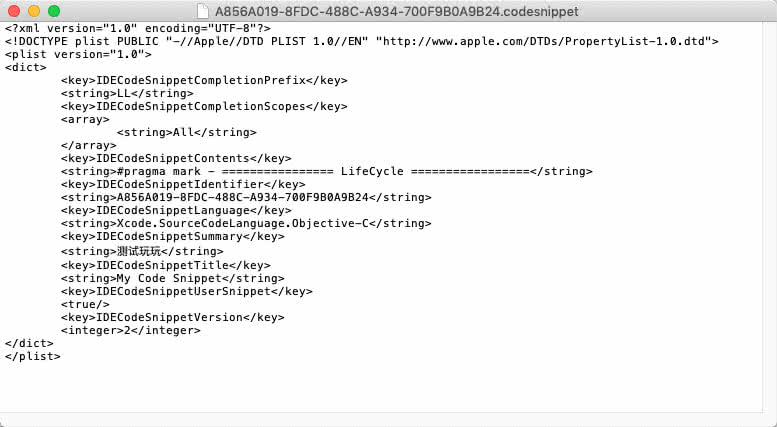 A856A019-8FDC-488C-A934-700F9B0A9B24.codesnippet
<?xml version="1.0" encoding="UTF-8"?>
<!DOCTYPE plist PUBLIC "-//Apple//DTD PLIST 1.0//EN" "http://www.apple.com/DTDs/PropertyList-1.0.dtd">
<plist version="1.0">
<dict>
	<key>IDECodeSnippetCompletionPrefix</key>
	<string>LL</string>
	<key>IDECodeSnippetCompletionScopes</key>
	<array>
		<string>All</string>
	</array>
	<key>IDECodeSnippetContents</key>
	<string>#pragma mark - ================ LifeCycle =================</string>
	<key>IDECodeSnippetIdentifier</key>
	<string>A856A019-8FDC-488C-A934-700F9B0A9B24</string>
	<key>IDECodeSnippetLanguage</key>
	<string>Xcode.SourceCodeLanguage.Objective-C</string>
	<key>IDECodeSnippetSummary</key>
	<string>测试玩玩</string>
	<key>IDECodeSnippetTitle</key>
	<string>My Code Snippet</string>
	<key>IDECodeSnippetUserSnippet</key>
	<true/>
	<key>IDECodeSnippetVersion</key>
	<integer>2</integer>
</dict>
</plist>